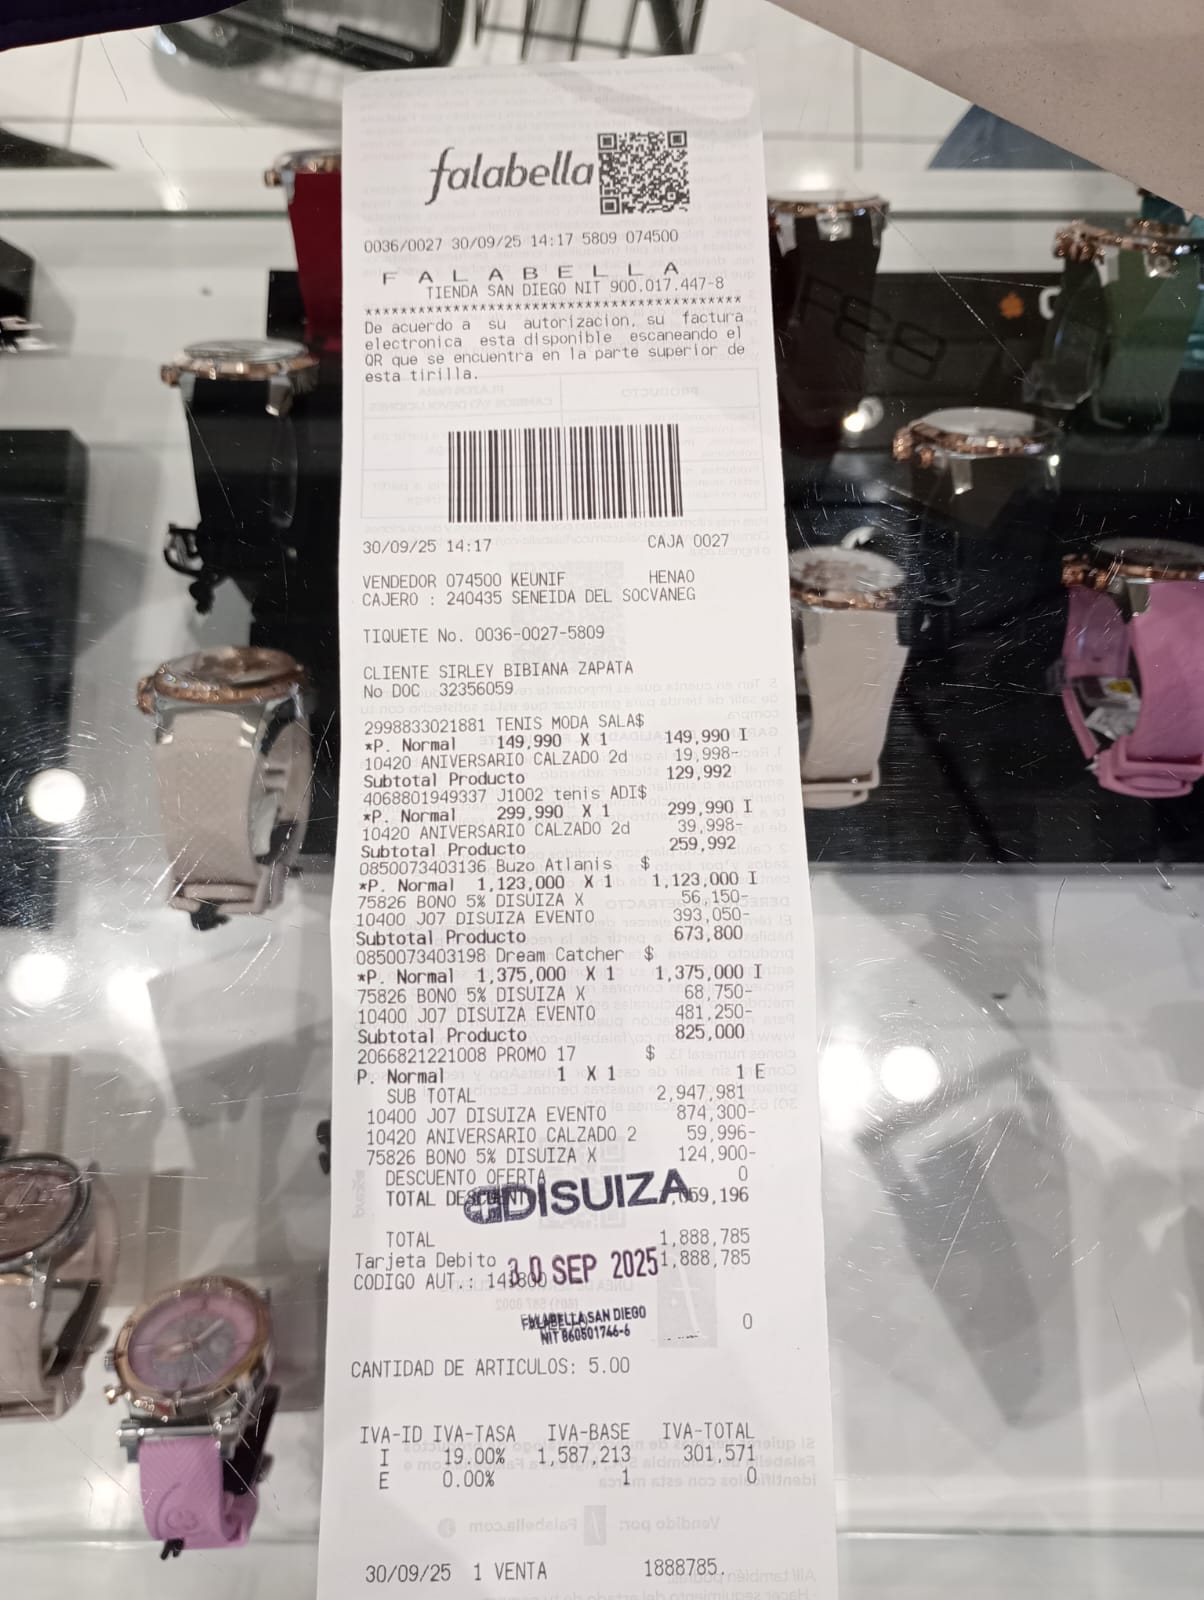 falabella
0036/0027 30/09/25 14:17 5809 074500
F A L A B E L L A
TIENDA SAN DIEGO NIT 900.017.447-8
******************************************
De acuerdo a su autorizacion, su factura
electronica esta disponible escaneando el
QR que se encuentra en la parte superior de
esta tirilla.
30/09/25 14:17 CAJA 0027
VENDEDOR 074500 KEUNIF HENAO
CAJERO : 240435 SENEIDA DEL SOCVANEG
TIQUETE No. 0036-0027-5809
CLIENTE SIRLEY BIBIANA ZAPATA
No DOC 32356059
2998833021881 TENIS MODA SALA$
*P. Normal 149,990 X 1 149,990 I
10420 ANIVERSARIO CALZADO 2d 19,998-
Subtotal Producto 129,992
4068801949337 J1002 tenis ADI$
*P. Normal 299,990 X 1 299,990 I
10420 ANIVERSARIO CALZADO 2d 39,998-
Subtotal Producto 259,992
0850073403136 Buzo Atlanis $
*P. Normal 1,123,000 X 1 1,123,000 I
75826 BONO 5% DISUIZA X 56,150-
10400 J07 DISUIZA EVENTO 393,050-
Subtotal Producto 673,800
0850073403198 Dream Catcher $
*P. Normal 1,375,000 X 1 1,375,000 I
75826 BONO 5% DISUIZA X 68,750-
10400 J07 DISUIZA EVENTO 481,250-
Subtotal Producto 825,000
2066821221008 PROMO 17 $
P. Normal 1 X 1 1 E
SUB TOTAL 2,947,981
10400 J07 DISUIZA EVENTO 874,300-
10420 ANIVERSARIO CALZADO 2 59,996-
75826 BONO 5% DISUIZA X 124,900-
DESCUENTO OFERTA 0
TOTAL ,059,196
DISUIZA
TOTAL 1,888,785
Tarjeta Debito 1,888,785
CODIGO AUT.:
30 SEP 2025
FALABELLA SAN DIEGO
NIT 860501746-6
0
CANTIDAD DE ARTICULOS: 5.00
IVA-ID IVA-TASA IVA-BASE IVA-TOTAL
I 19.00% 1,587,213 301,571
E 0.00% 1 0
30/09/25 1 VENTA 1888785.